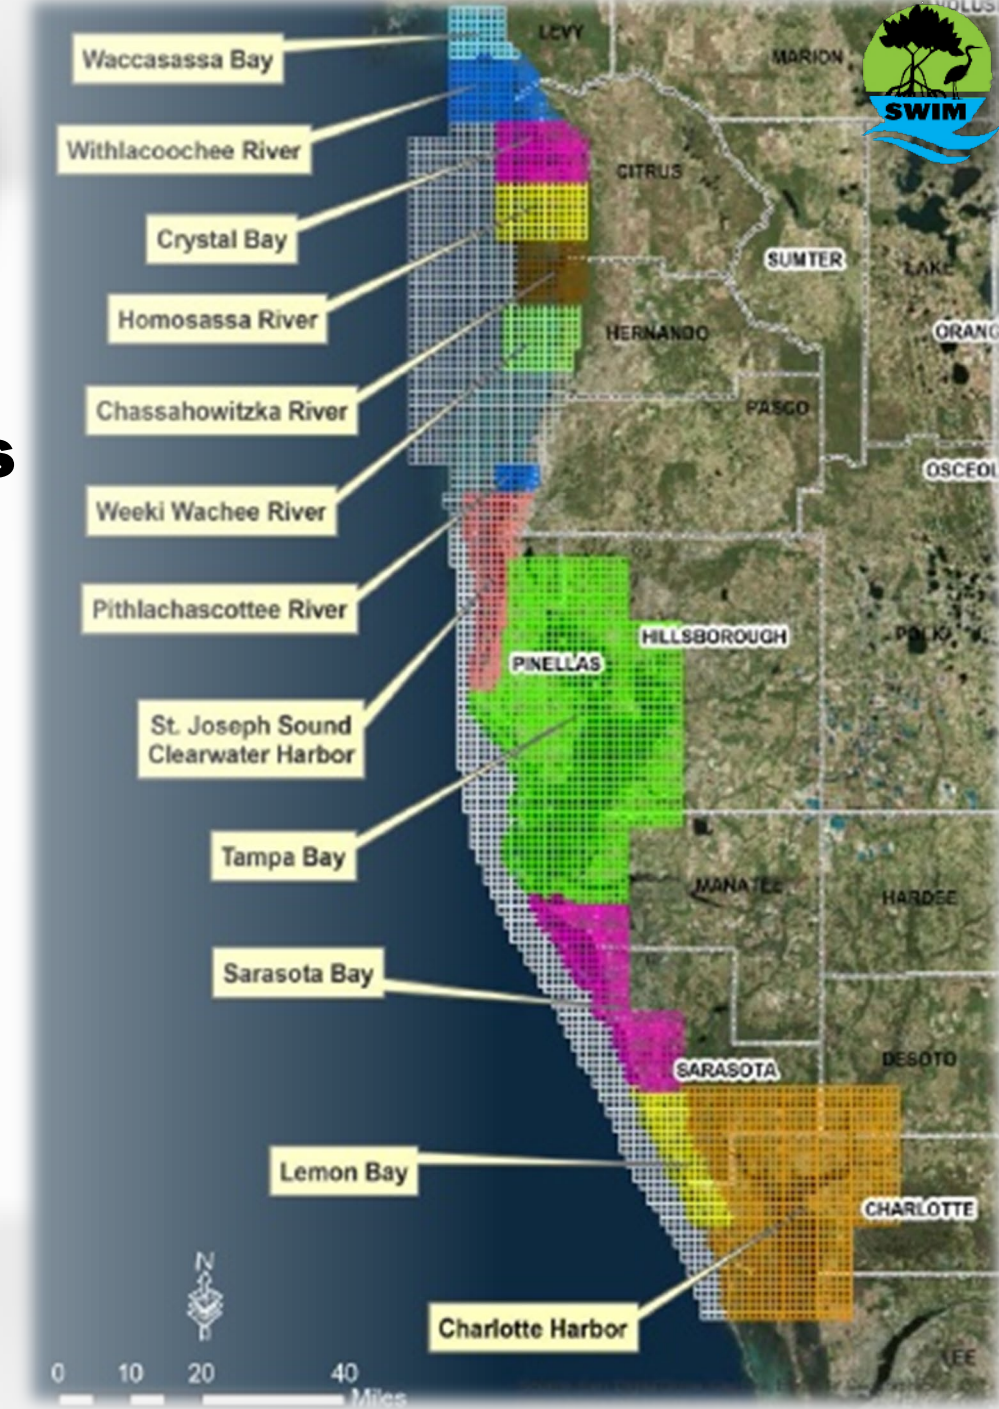 LEVY
MARION
SWIM
Waccasassa Bay
Withlacoochee River
CITRUS
Crystal Bay
SUMTER
LAKE
Homosassa River
HERNANDO
ORANG
Chassahowitzka River
PASCO
s
OSCEOL
Weeki Wachee River
Pithlachascottee River
HILLSBOROUGH
POLK
PINELLAS
St. Joseph Sound
Clearwater Harbor
Tampa Bay
MANATEE
HARDEE
Sarasota Bay
DESOTO
SARASOTA
Lemon Bay
CHARLOTTE
N
Charlotte Harbor
LEE
0 10 20 40
Miles